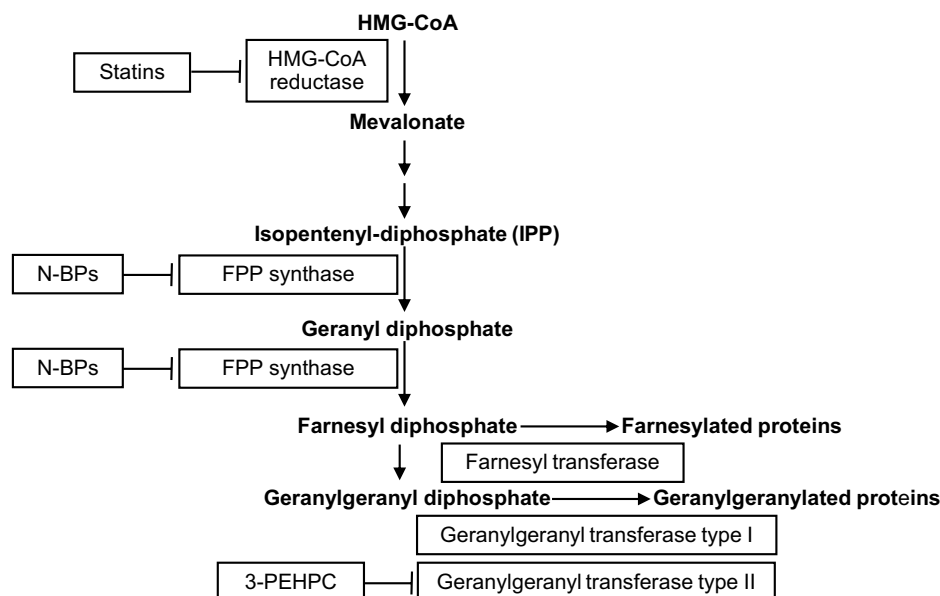 HMG-CoA
Statins
HMG-CoA
reductase
Mevalonate
Isopentenyl-diphosphate (IPP)
N-BPs
FPP synthase
Geranyl diphosphate
N-BPs
FPP synthase
Farnesyl diphosphate
Farnesylated proteins
Farnesyl transferase
Geranylgeranyl diphosphate
Geranylgeranylated proteins
Geranylgeranyl transferase type I
3-PEHPC
Geranylgeranyl transferase type II